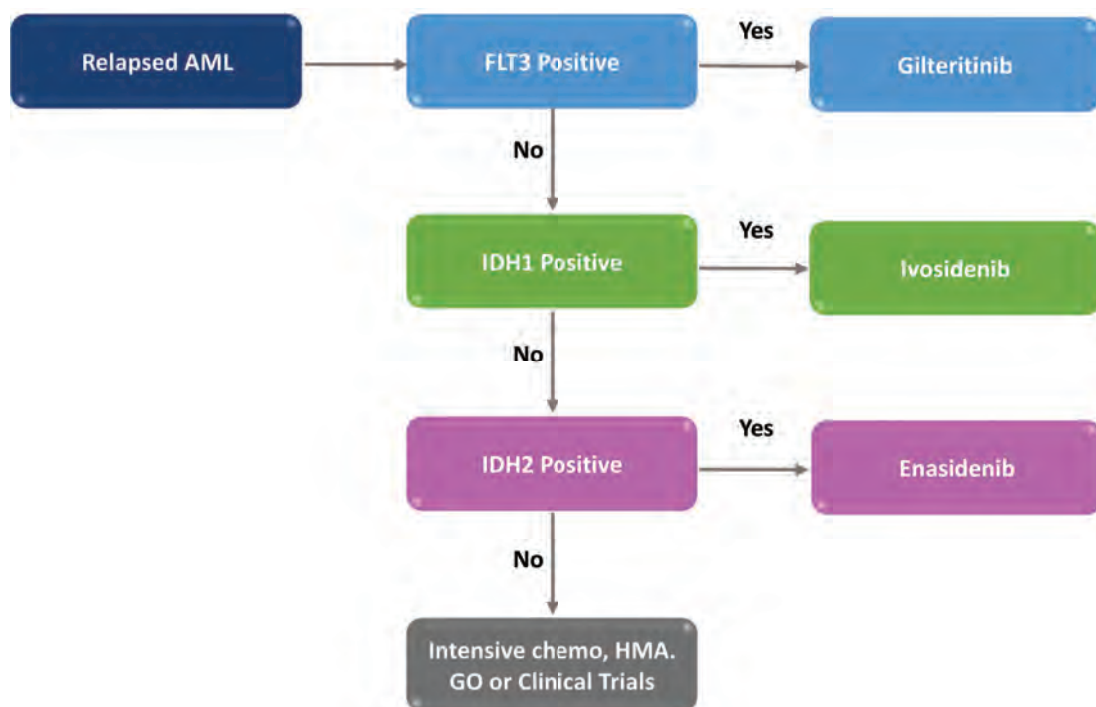 Relapsed AML
FLT3 Positive
Yes
Gilteritinib
No
IDH1 Positive
Yes
Ivosidenib
No
IDH2 Positive
Yes
Enasidenib
No
Intensive chemo, HMA.
GO or Clinical Trials